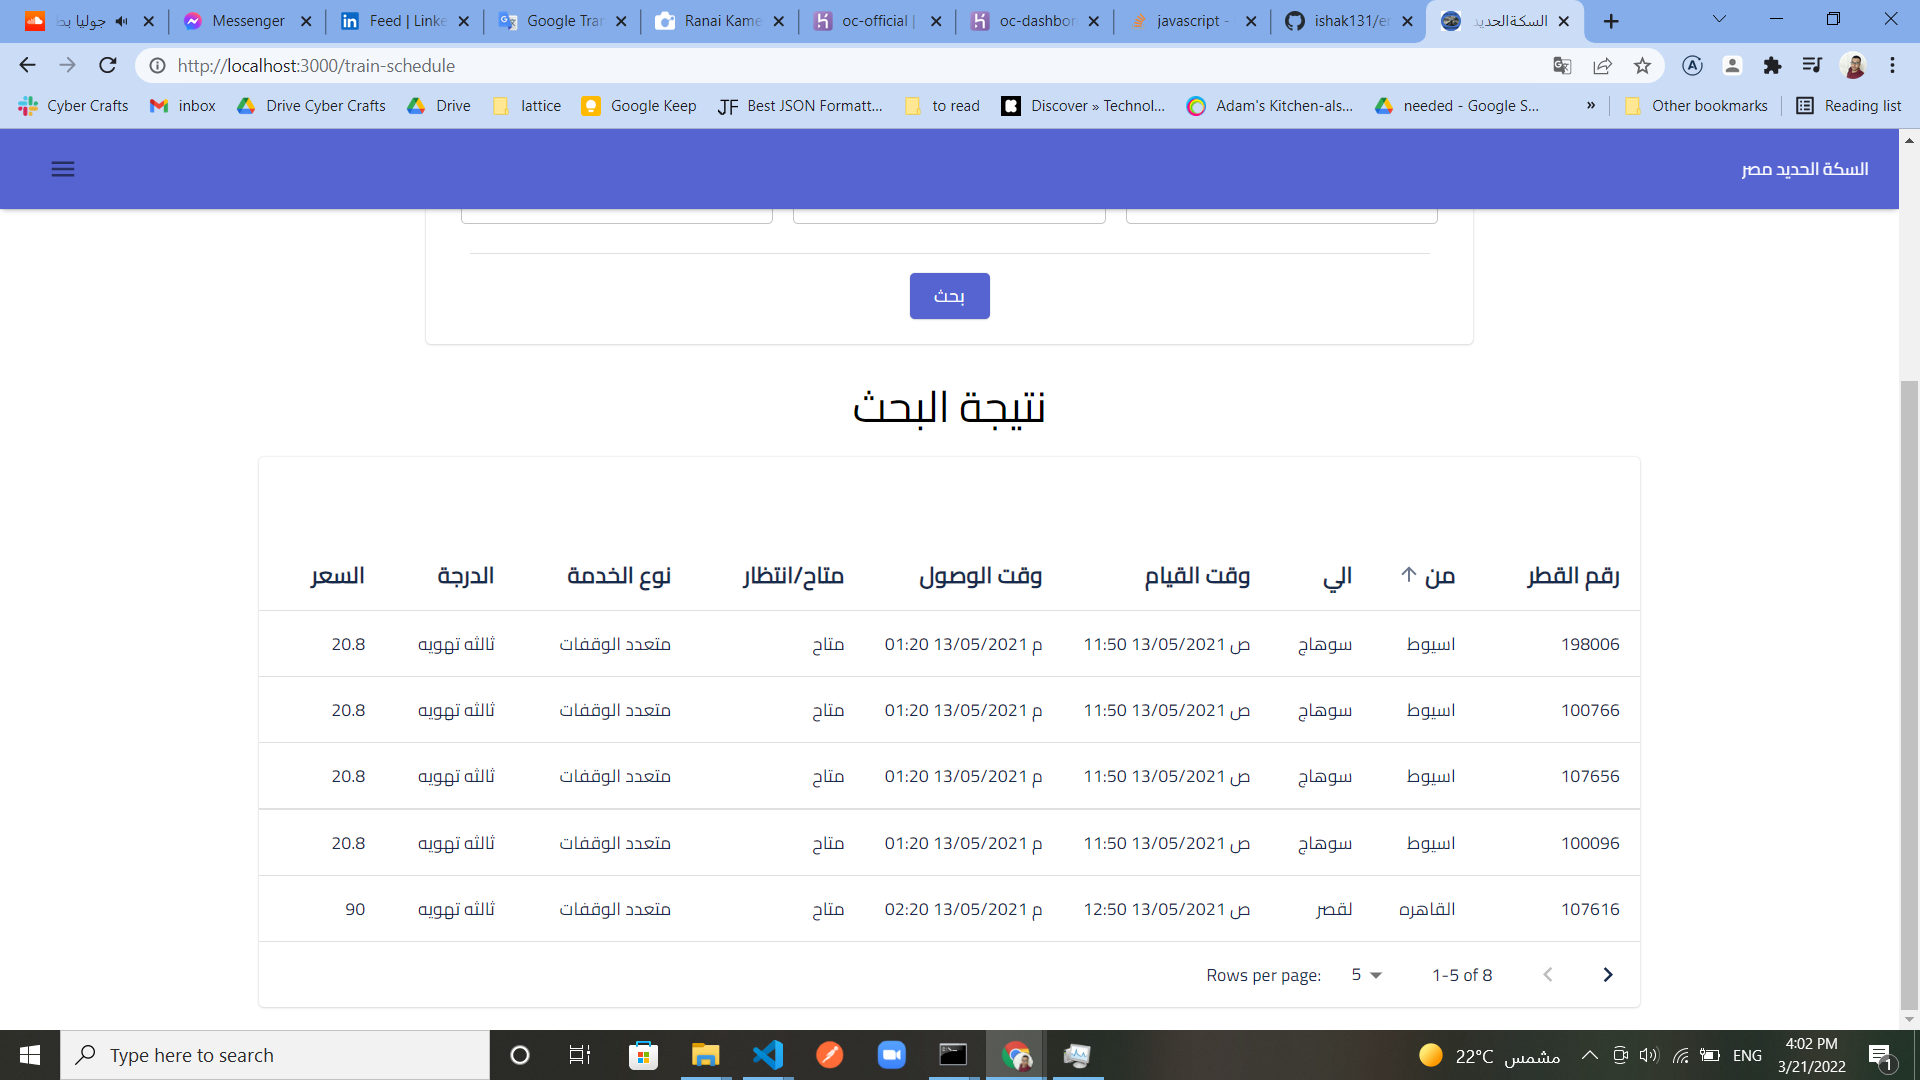 جوليا بط
Messenger
Feed | Linke
Google Tran
Ranai Kame
oc-official |
oc-dashbor
javascript -
ishak131/er
السكةالحديد
http://localhost:3000/train-schedule
Cyber Crafts
inbox
Drive Cyber Crafts
Drive
lattice
Google Keep
JF Best JSON Formatt...
to read
Discover » Technol...
Adam's Kitchen-als...
needed - Google S...
»
Other bookmarks
Reading list
السكة الحديد مصر
بحث
نتيجة البحث
رقم القطر من الي وقت القيام وقت الوصول متاح/انتظار نوع الخدمة الدرجة السعر
198006 اسيوط سوهاج ص 13/05/2021 11:50 م 13/05/2021 01:20 متاح متعدد الوقفات ثالثه تهويه 20.8
100766 اسيوط سوهاج ص 13/05/2021 11:50 م 13/05/2021 01:20 متاح متعدد الوقفات ثالثه تهويه 20.8
107656 اسيوط سوهاج ص 13/05/2021 11:50 م 13/05/2021 01:20 متاح متعدد الوقفات ثالثه تهويه 20.8
100096 اسيوط سوهاج ص 13/05/2021 11:50 م 13/05/2021 01:20 متاح متعدد الوقفات ثالثه تهويه 20.8
107616 القاهره لقصر ص 13/05/2021 12:50 م 13/05/2021 02:20 متاح متعدد الوقفات ثالثه تهويه 90
Rows per page: 5 1-5 of 8
Type here to search
22°C مشمس
ENG
4:02 PM
3/21/2022
1